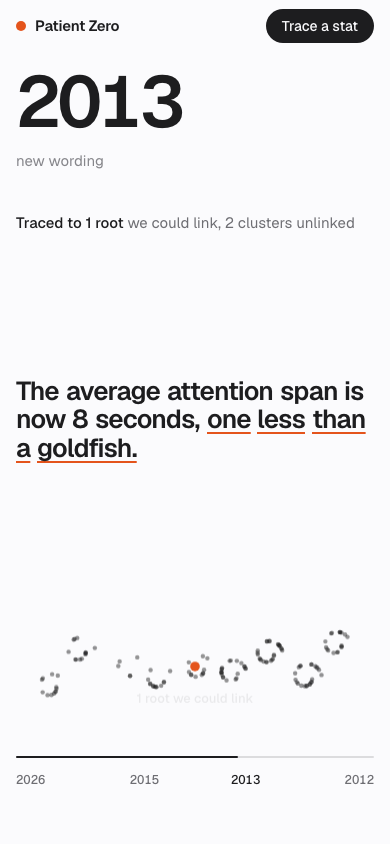 Patient Zero
Trace a stat
2013
new wording
Traced to 1 root we could link, 2 clusters unlinked
The average attention span is
now 8 seconds, one less than
a goldfish.
1 root we could link
2026 2015 2013 2012